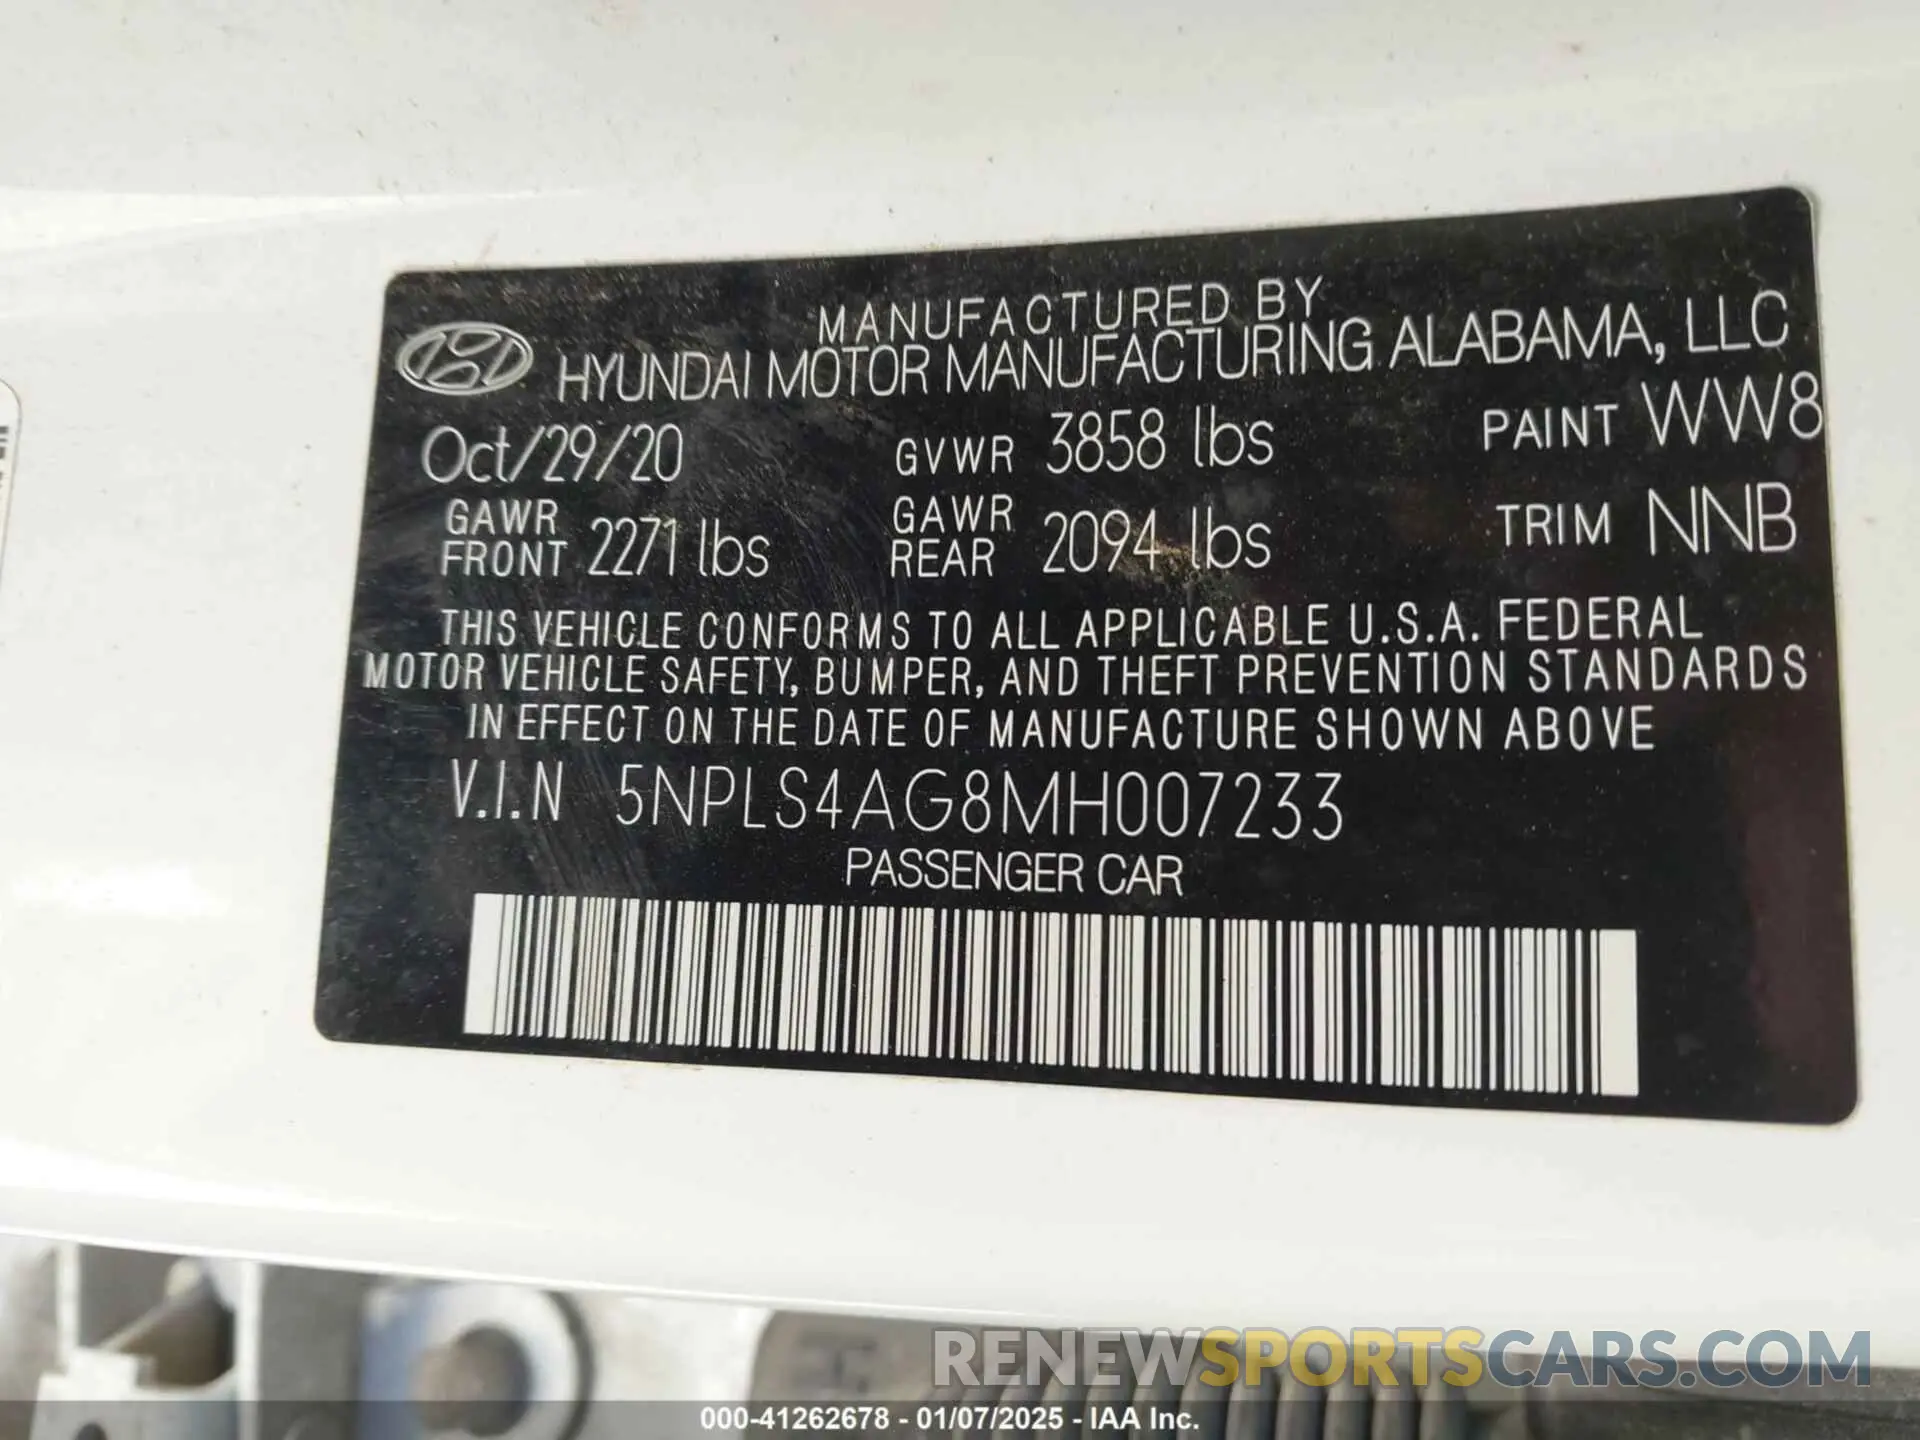 MANUFACTURED BY
HYUNDAI MOTOR MANUFACTURING ALABAMA, LLC
Oct/29/20 GVWR 3858 lbs PAINT WW8
GAWR FRONT 2271 lbs GAWR REAR 2094 lbs TRIM NNB
THIS VEHICLE CONFORMS TO ALL APPLICABLE U.S.A. FEDERAL
MOTOR VEHICLE SAFETY, BUMPER, AND THEFT PREVENTION STANDARDS
IN EFFECT ON THE DATE OF MANUFACTURE SHOWN ABOVE
V.I.N 5NPLS4AG8MH007233
PASSENGER CAR
RENEWSPORTSCARS.COM
000-41262678 - 01/07/2025 - IAA Inc.